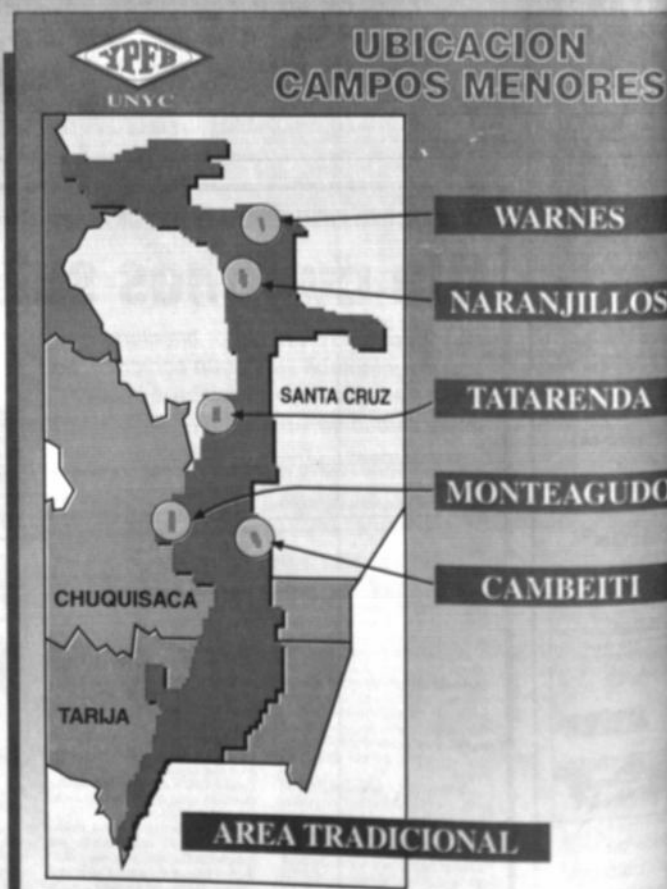 YPFB
UNYC
UBICACION
CAMPOS MENORES
WARNES
NARANJILLOS
SANTA CRUZ
TATARENDA
MONTEAGUDO
CAMBEITI
CHUQUISACA
TARIJA
AREA TRADICIONAL